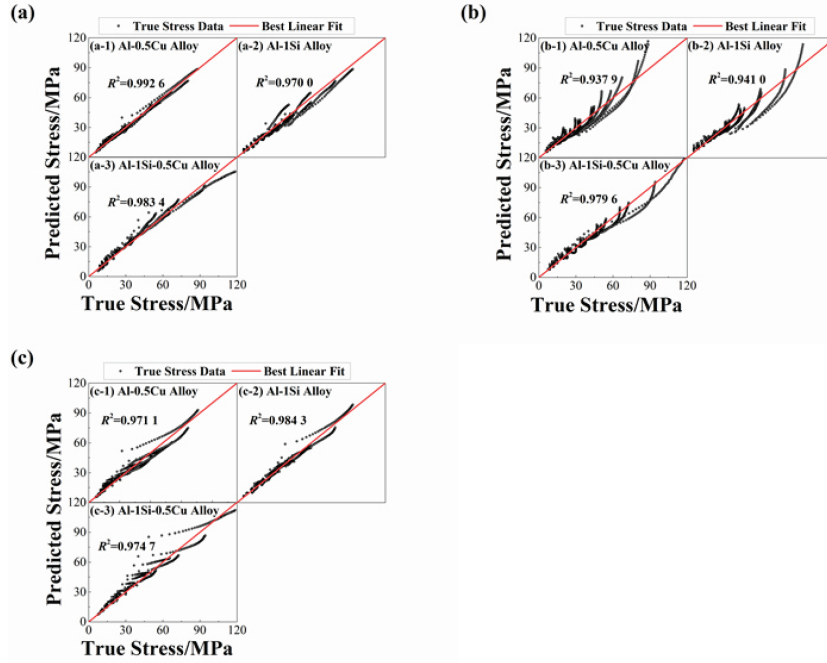 (a)
True Stress Data Best Linear Fit
120
(a-1) Al-0.5Cu Alloy (a-2) Al-1Si Alloy
90
R²=0.992 6 R²=0.970 0
60
30
120
(a-3) Al-1Si-0.5Cu Alloy
90
R²=0.983 4
60
30
0
0 30 60 90 120
Predicted Stress/MPa
True Stress/MPa
(b)
True Stress Data Best Linear Fit
120
(b-1) Al-0.5Cu Alloy (b-2) Al-1Si Alloy
90
R²=0.937 9 R²=0.941 0
60
30
120
(b-3) Al-1Si-0.5Cu Alloy
90
R²=0.979 6
60
30
0
0 30 60 90 120
Predicted Stress/MPa
True Stress/MPa
(c)
True Stress Data Best Linear Fit
120
(c-1) Al-0.5Cu Alloy (c-2) Al-1Si Alloy
90
R²=0.971 1 R²=0.984 3
60
30
120
(c-3) Al-1Si-0.5Cu Alloy
90
R²=0.974 7
60
30
0
0 30 60 90 120
Predicted Stress/MPa
True Stress/MPa